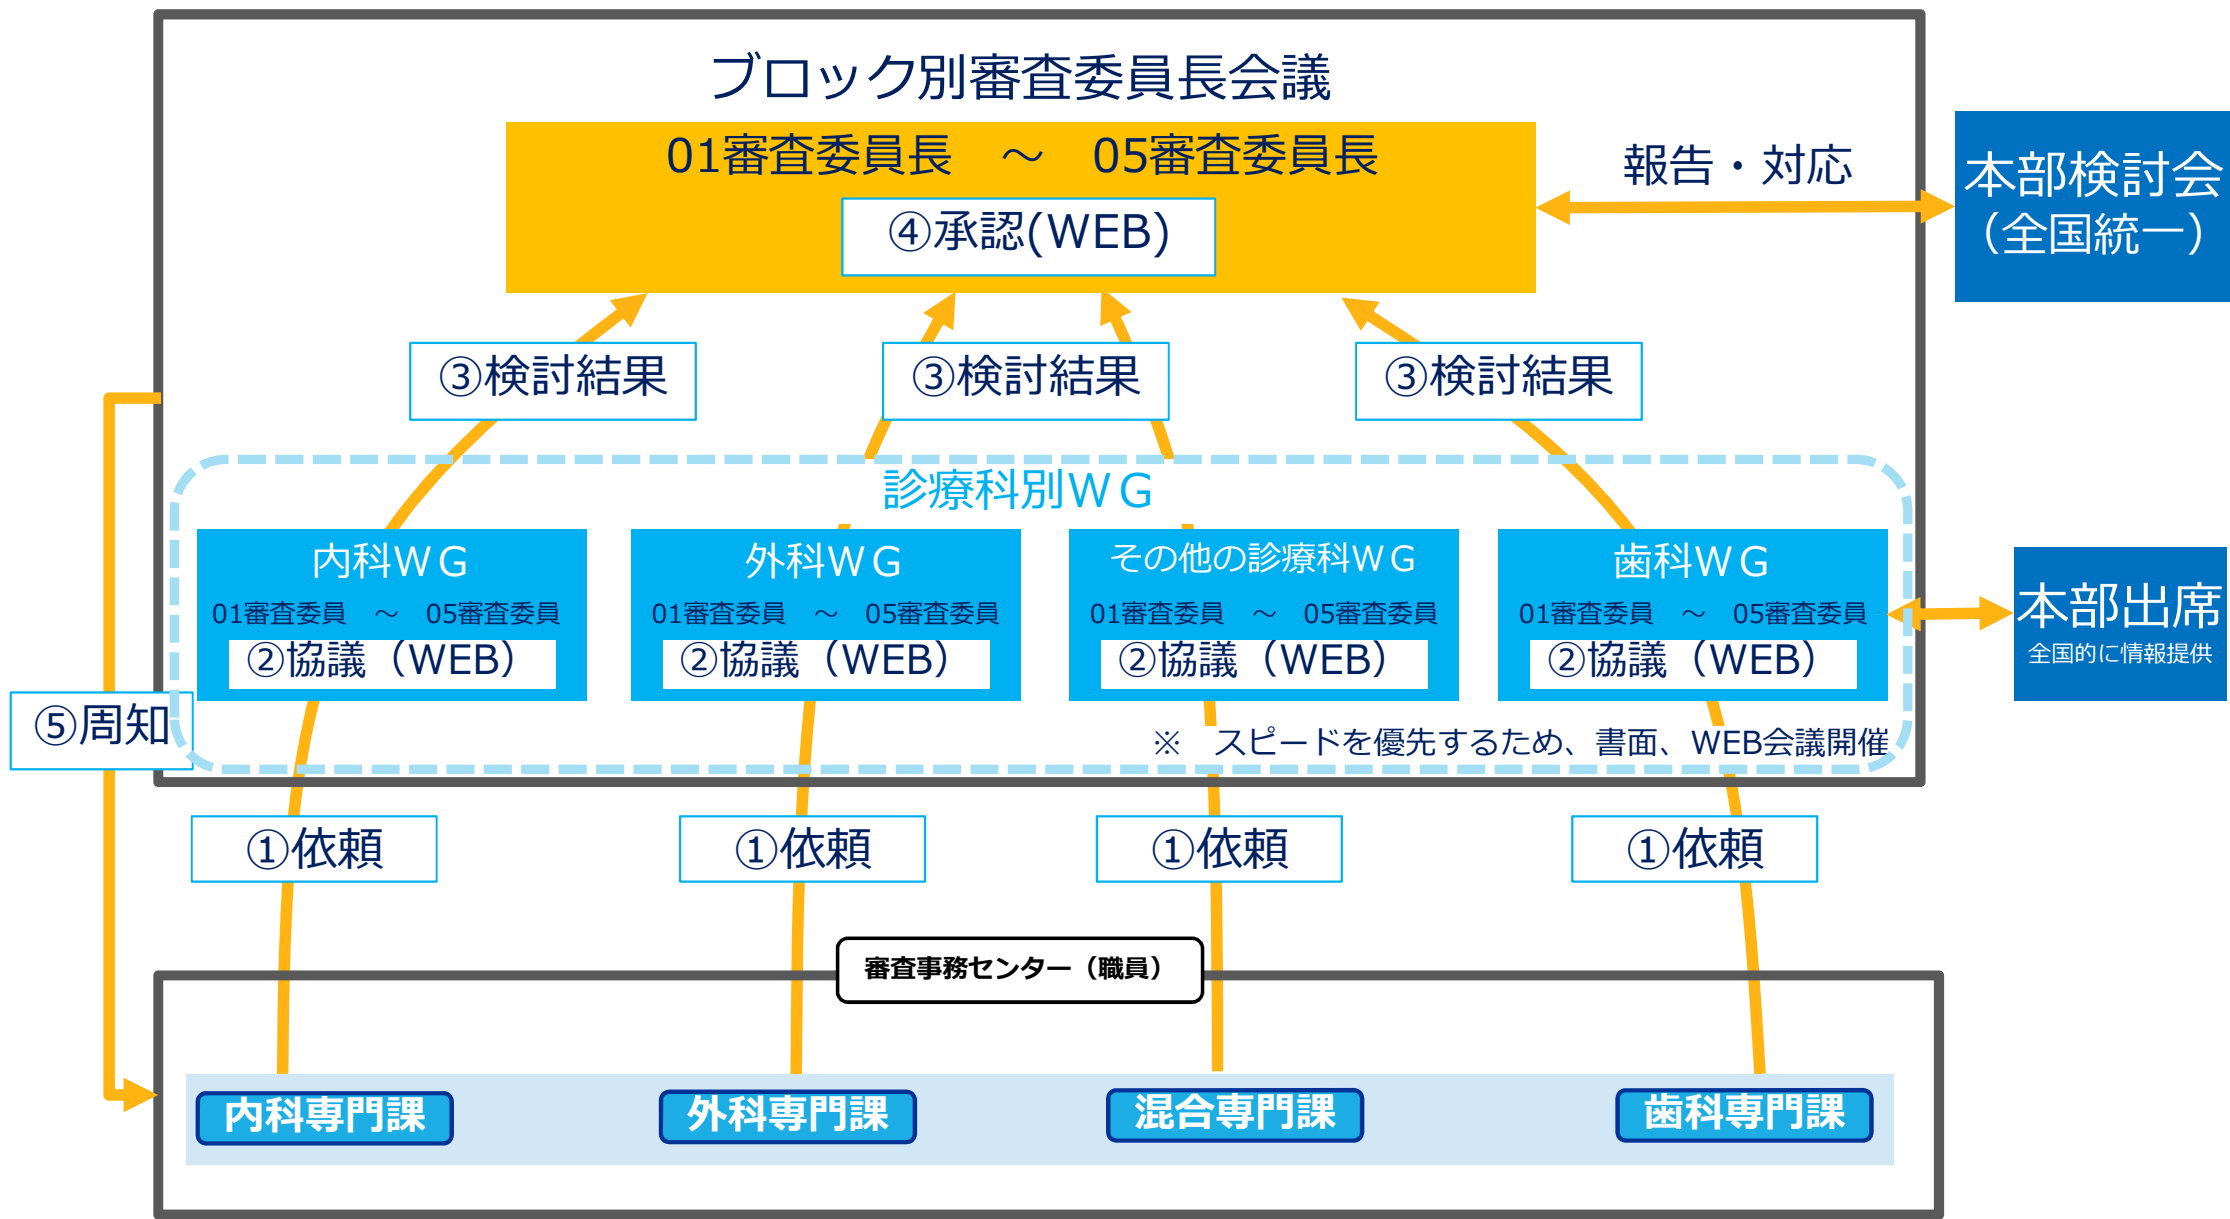 ブロック別審査委員長会議
01審査委員長　～　05審査委員長
④承認(WEB)
報告・対応
本部検討会
（全国統一）
③検討結果
③検討結果
③検討結果
診療科別ＷＧ
内科ＷＧ
01審査委員　～　05審査委員
②協議（WEB）
外科ＷＧ
01審査委員　～　05審査委員
②協議（WEB）
その他の診療科ＷＧ
01審査委員　～　05審査委員
②協議（WEB）
歯科ＷＧ
01審査委員　～　05審査委員
②協議（WEB）
本部出席
全国的に情報提供
⑤周知
※　スピードを優先するため、書面、WEB会議開催
①依頼
①依頼
①依頼
①依頼
審査事務センター（職員）
内科専門課
外科専門課
混合専門課
歯科専門課